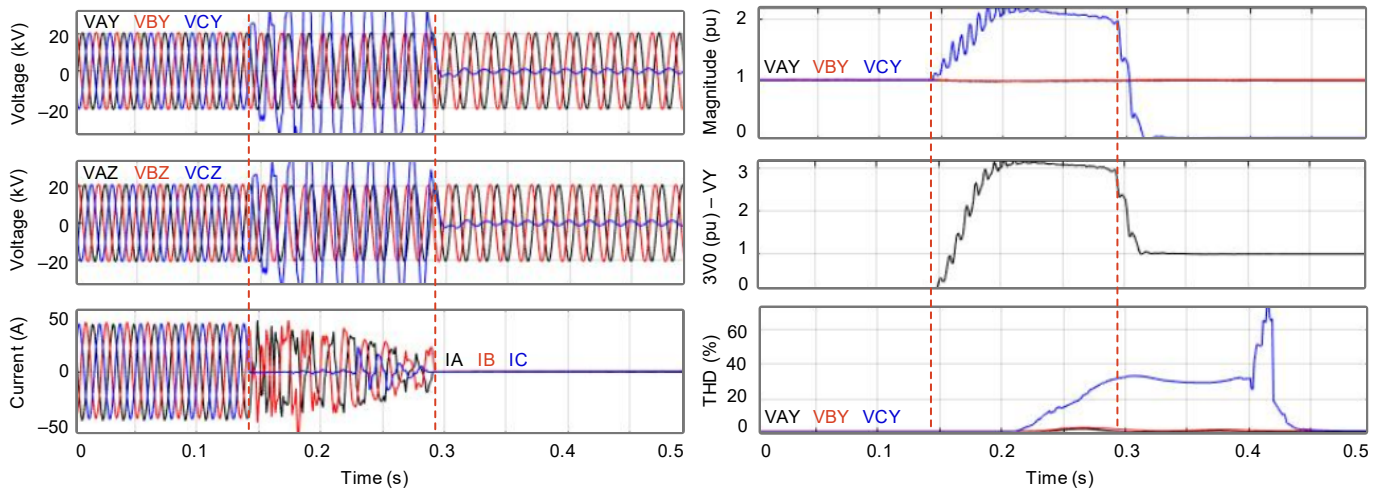 VAY VBY VCY
Voltage (kV)
20
0
–20
VAZ VBZ VCZ
Voltage (kV)
20
0
–20
Current (A)
50
0
–50
IA IB IC
0 0.1 0.2 0.3 0.4 0.5
Time (s)
Magnitude (pu)
2
1
0
VAY VBY VCY
3V0 (pu) – VY
3
2
1
0
THD (%)
60
40
20
0
VAY VBY VCY
0 0.1 0.2 0.3 0.4 0.5
Time (s)